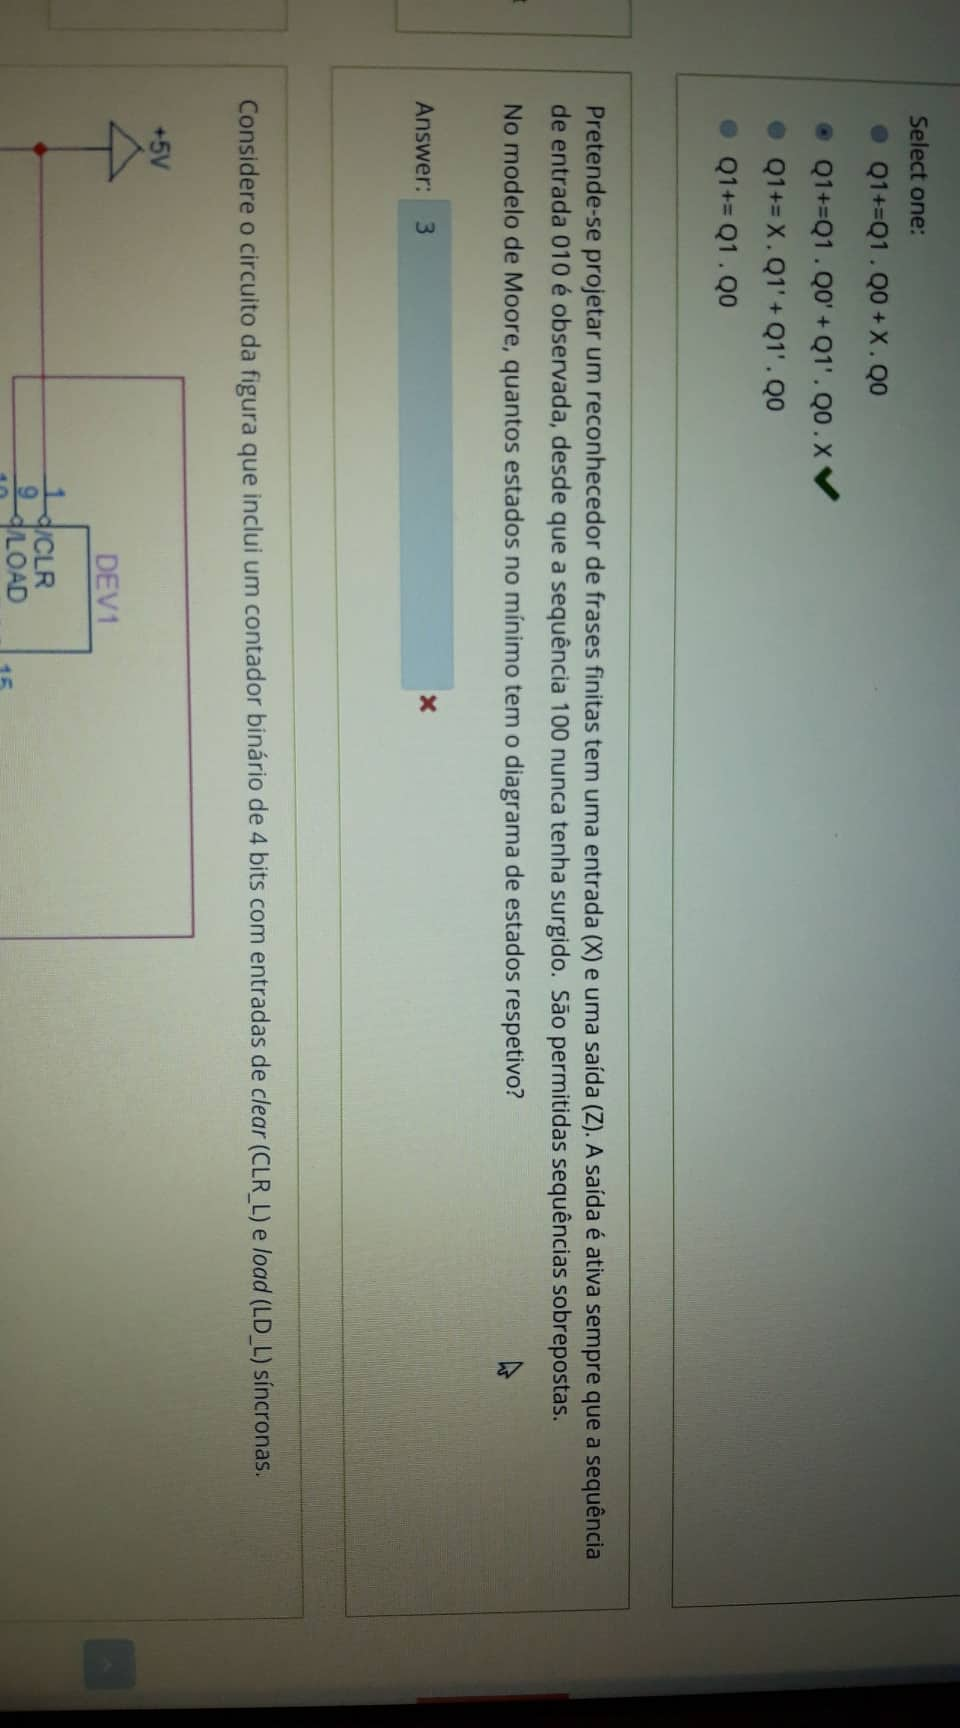 Select one:
Q1+=Q1 . Q0 + X . Q0
Q1+=Q1 . Q0' + Q1' . Q0 . X
Q1+= X . Q1' + Q1' . Q0
Q1+= Q1 . Q0
Pretende-se projetar um reconhecedor de frases finitas tem uma entrada (X) e uma saída (Z). A saída é ativa sempre que a sequência
de entrada 010 é observada, desde que a sequência 100 nunca tenha surgido. São permitidas sequências sobrepostas.
No modelo de Moore, quantos estados no mínimo tem o diagrama de estados respetivo?
Answer: 3
Considere o circuito da figura que inclui um contador binário de 4 bits com entradas de clear (CLR_L) e load (LD_L) síncronas.
+5V
DEV1
1 /CLR
9 /LOAD
15